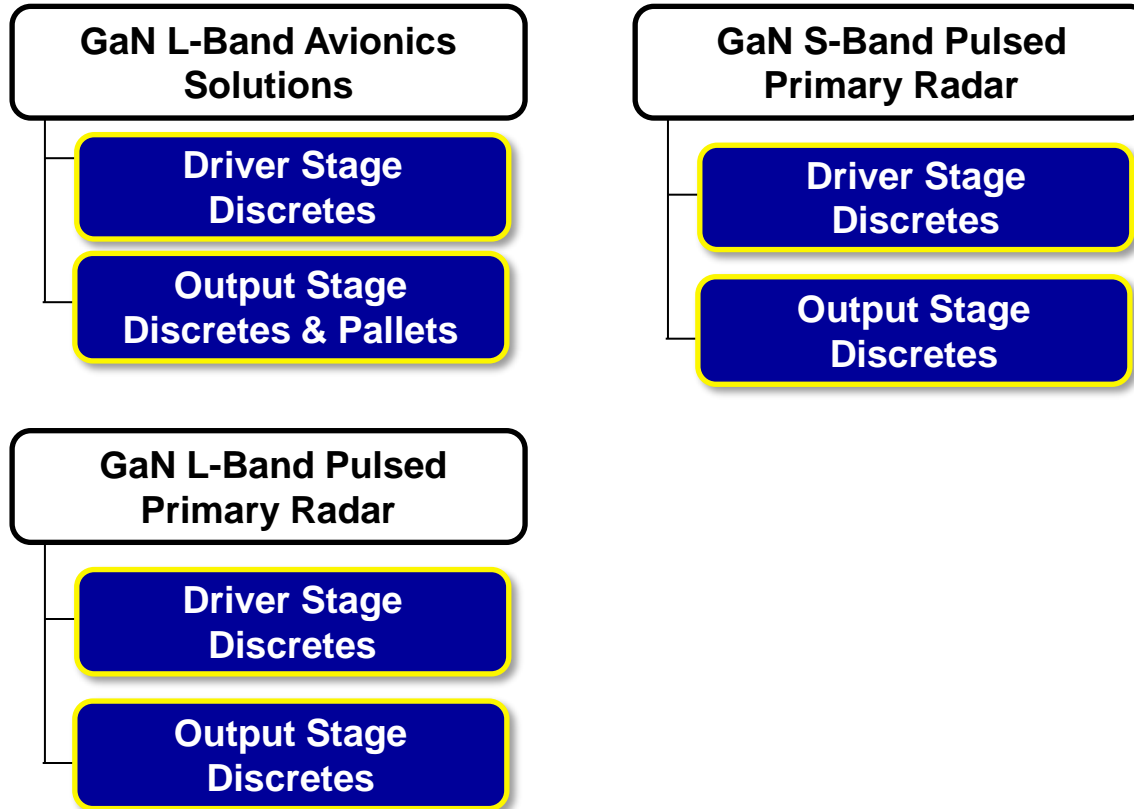 GaN L-Band Avionics
Solutions
Driver Stage
Discretes
Output Stage
Discretes & Pallets
GaN S-Band Pulsed
Primary Radar
Driver Stage
Discretes
Output Stage
Discretes
GaN L-Band Pulsed
Primary Radar
Driver Stage
Discretes
Output Stage
Discretes